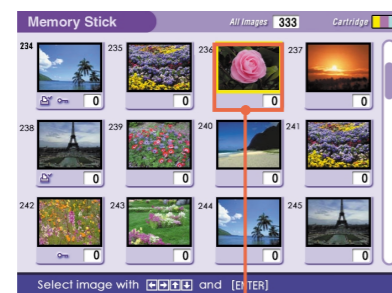 Memory Stick All Images 333 Cartridge
234 235 236 237
0 0 0 0
238 239 240 241
0 0 0 0
242 243 244 245
0 0 0 0
Select image with ←→↑↓ and [ENTER]